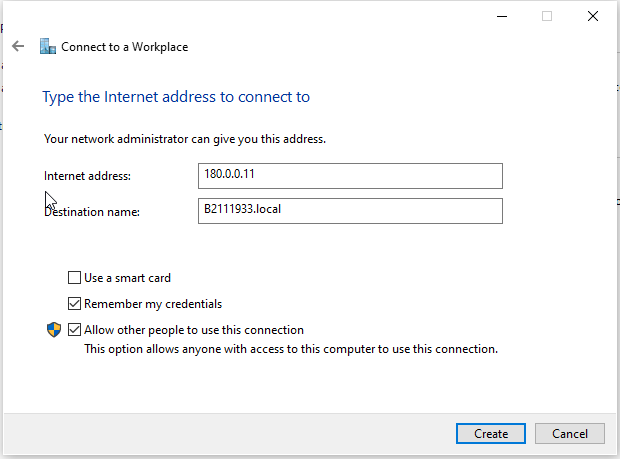 Connect to a Workplace
Type the Internet address to connect to
Your network administrator can give you this address.
Internet address: 180.0.0.11
Destination name: B2111933.local
Use a smart card
Remember my credentials
Allow other people to use this connection
This option allows anyone with access to this computer to use this connection.
Create Cancel